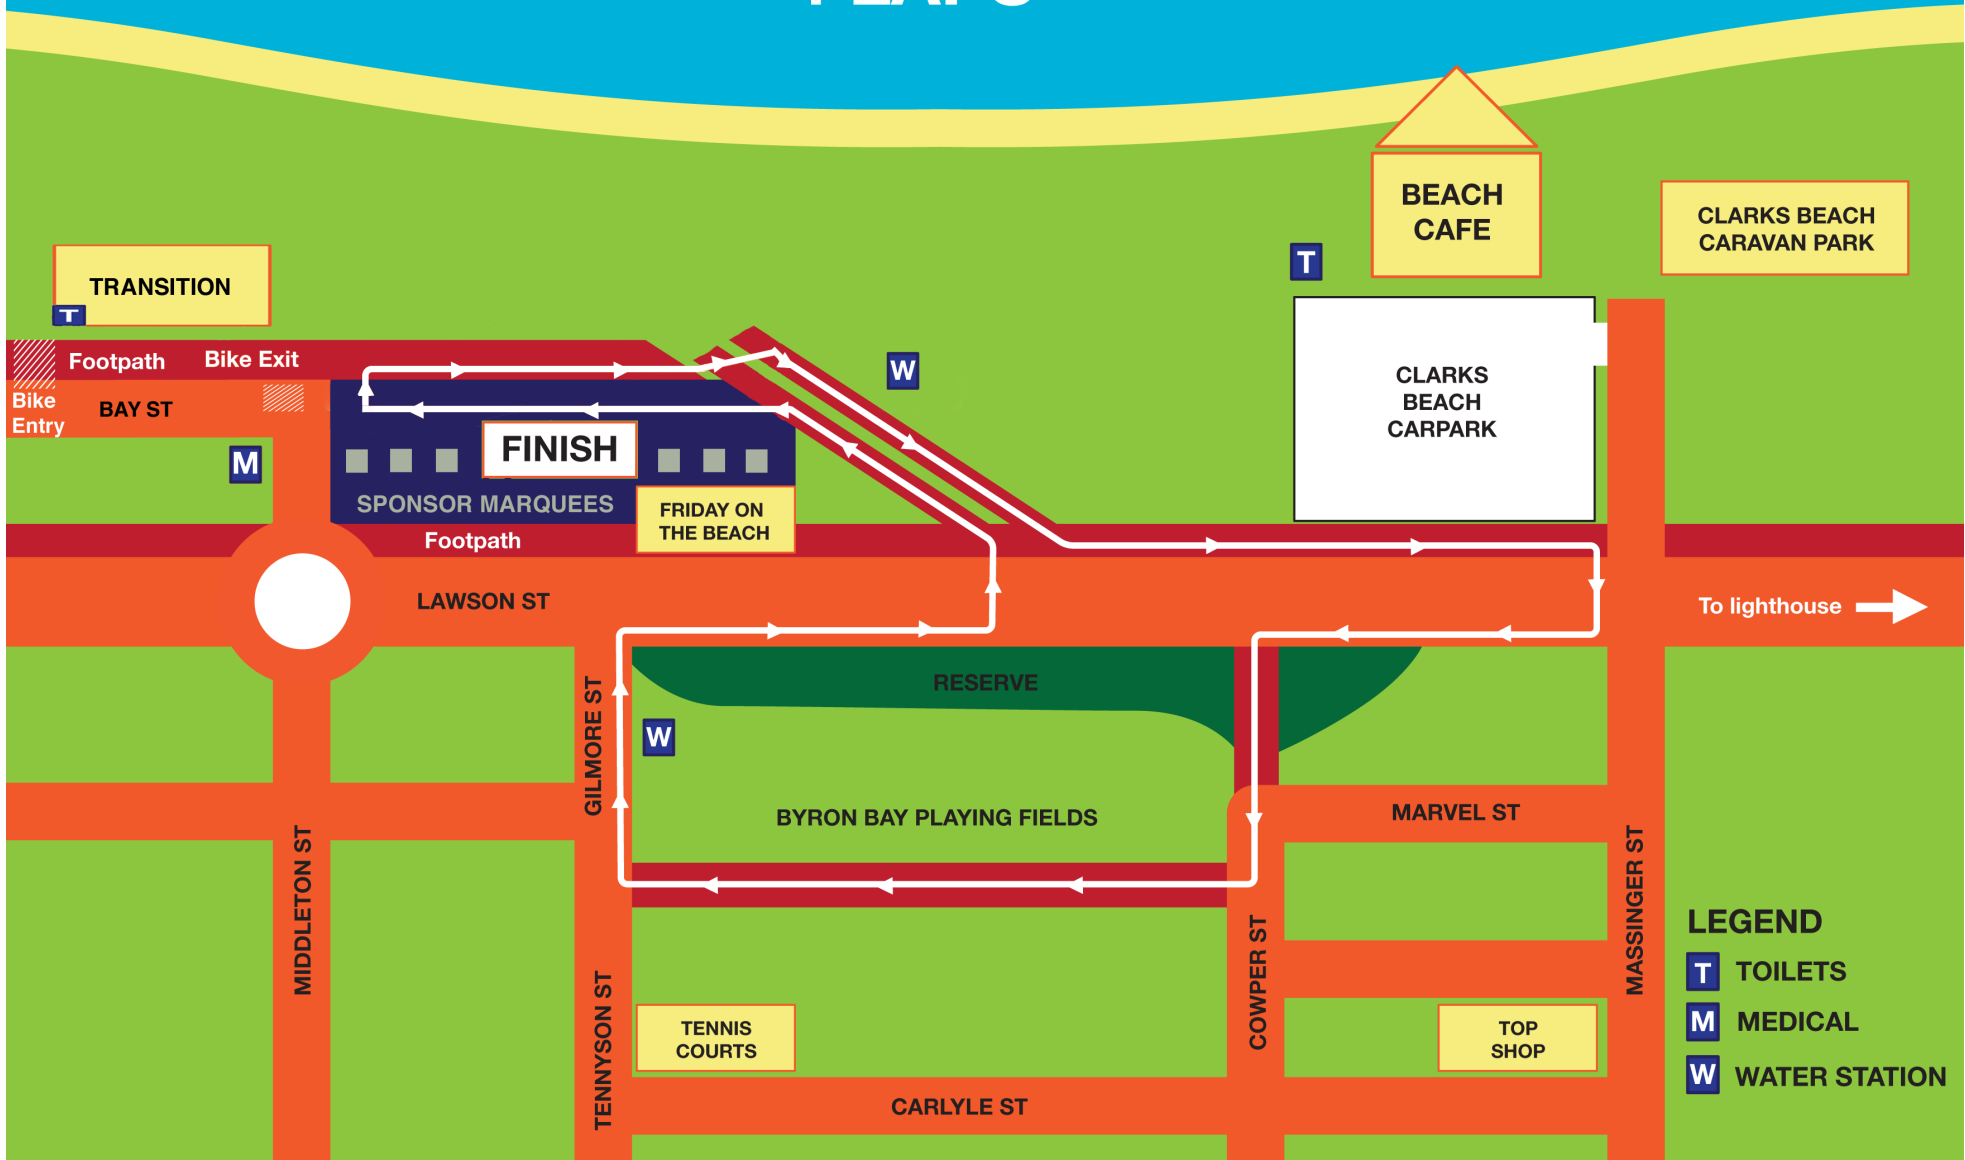 BEACH
CAFE
CLARKS BEACH
CARAVAN PARK
T
TRANSITION
T
Footpath
Bike Exit
W
Bike
Entry
BAY ST
CLARKS
BEACH
CARPARK
M
FINISH
SPONSOR MARQUEES
FRIDAY ON
THE BEACH
Footpath
LAWSON ST
To lighthouse
RESERVE
GILMORE ST
W
BYRON BAY PLAYING FIELDS
MARVEL ST
MIDDLETON ST
MASSINGER ST
COWPER ST
TENNYSON ST
TENNIS
COURTS
TOP
SHOP
CARLYLE ST
LEGEND
T TOILETS
M MEDICAL
W WATER STATION